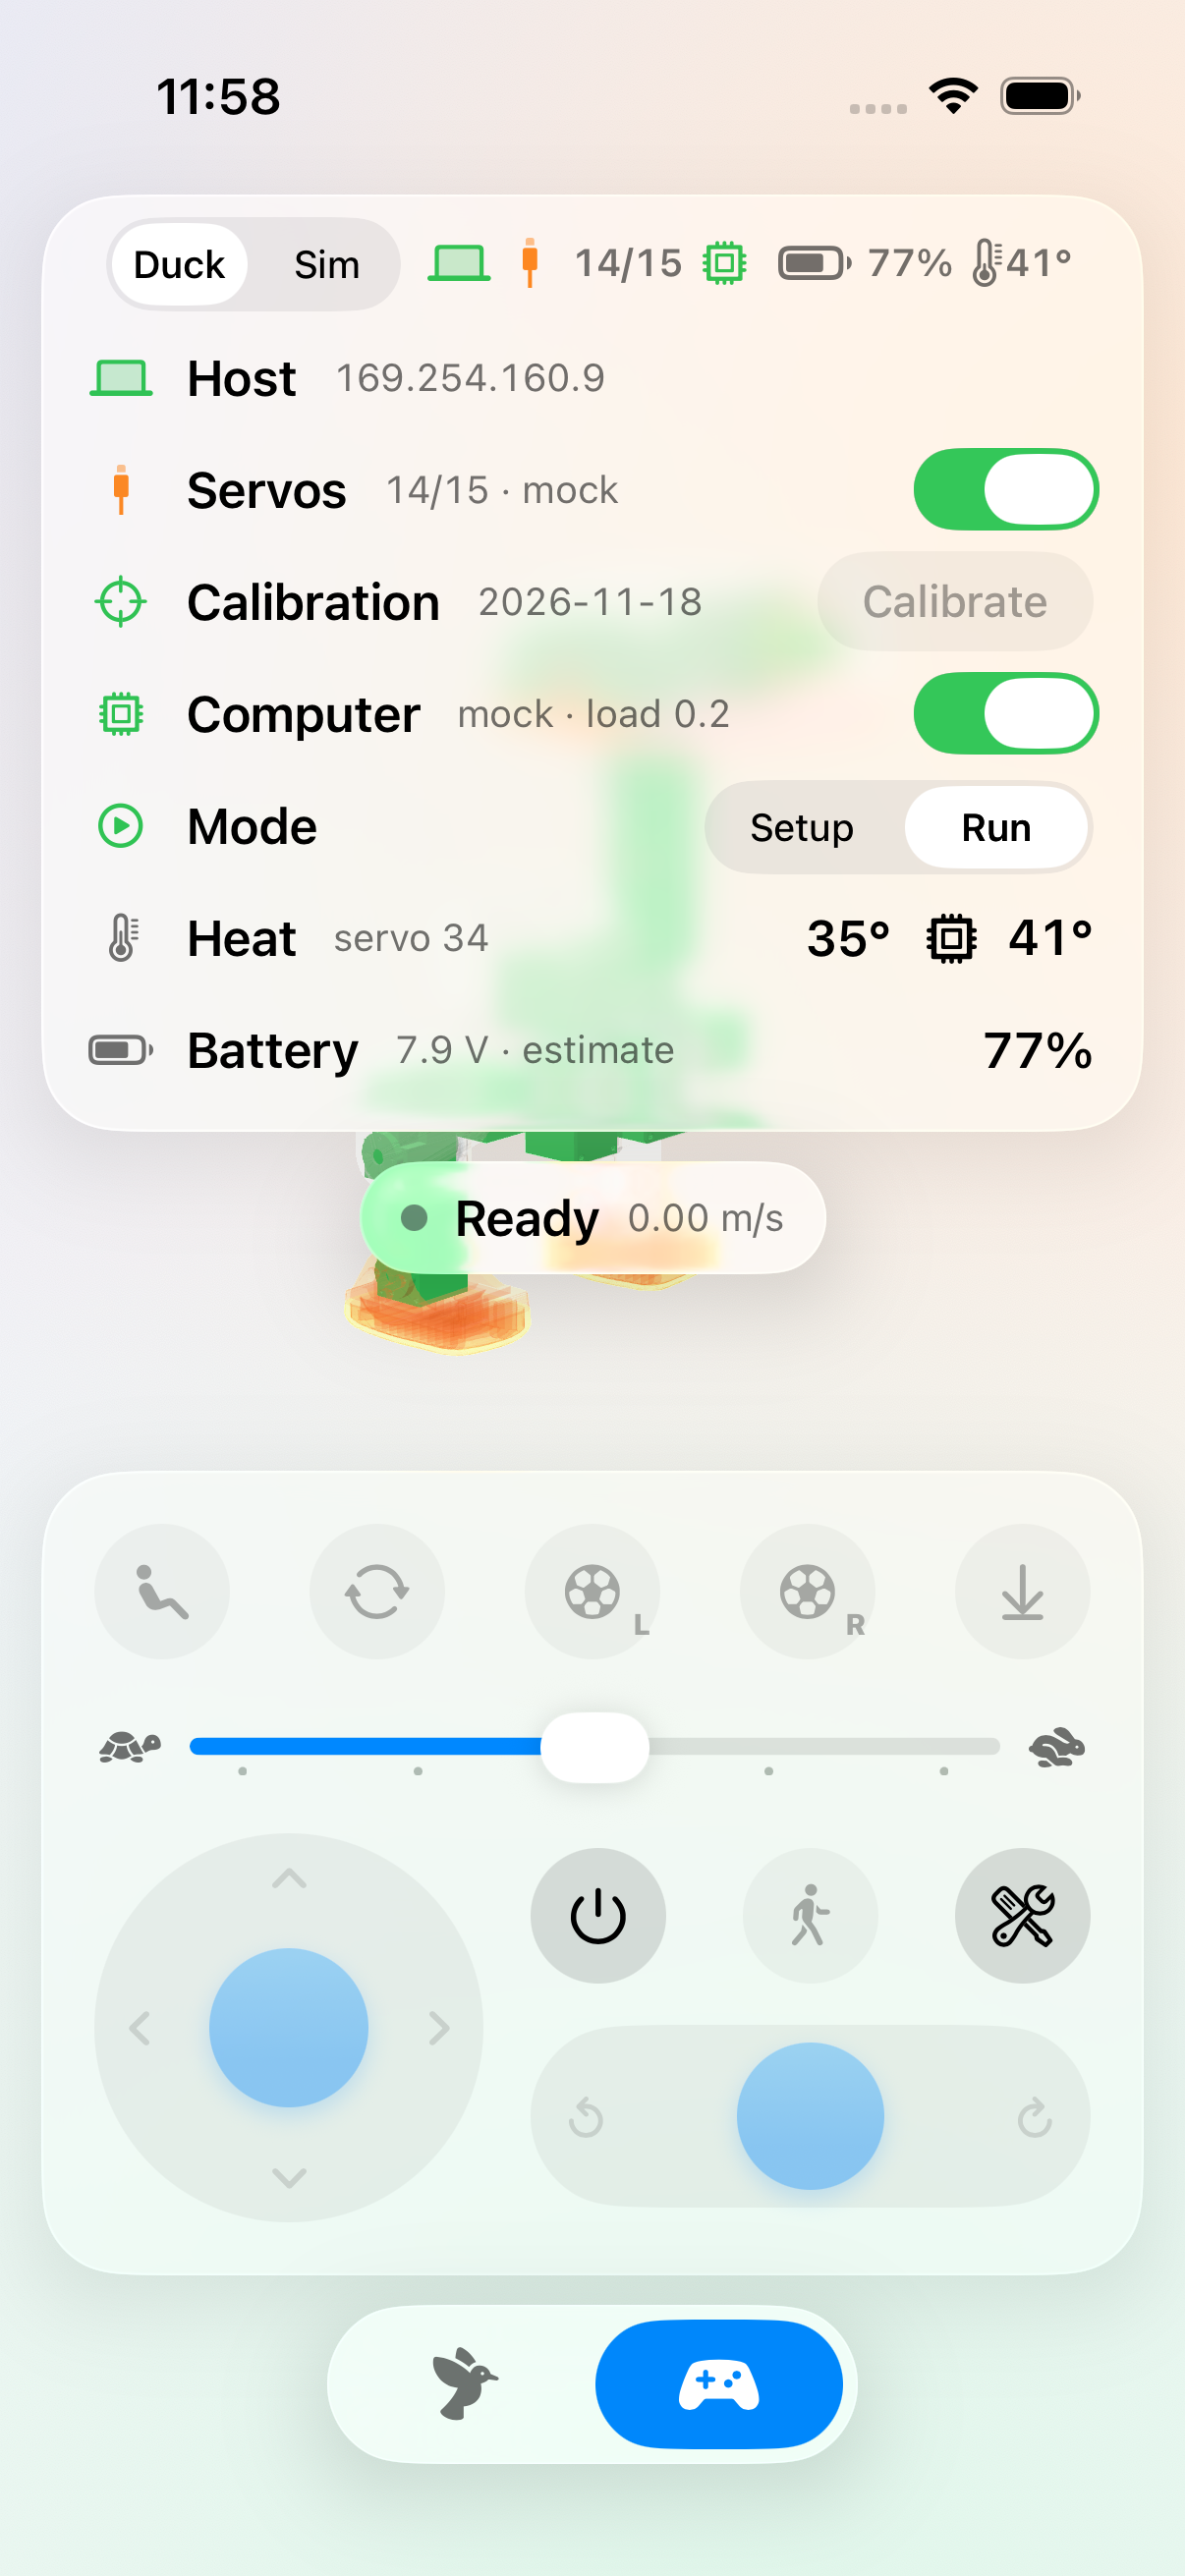 11:58
Duck Sim 14/15 77% 41°
Host 169.254.160.9
Servos 14/15 · mock
Calibration 2026-11-18 Calibrate
Computer mock · load 0.2
Mode Setup Run
Heat servo 34 35° 41°
Battery 7.9 V · estimate 77%
Ready 0.00 m/s
L R